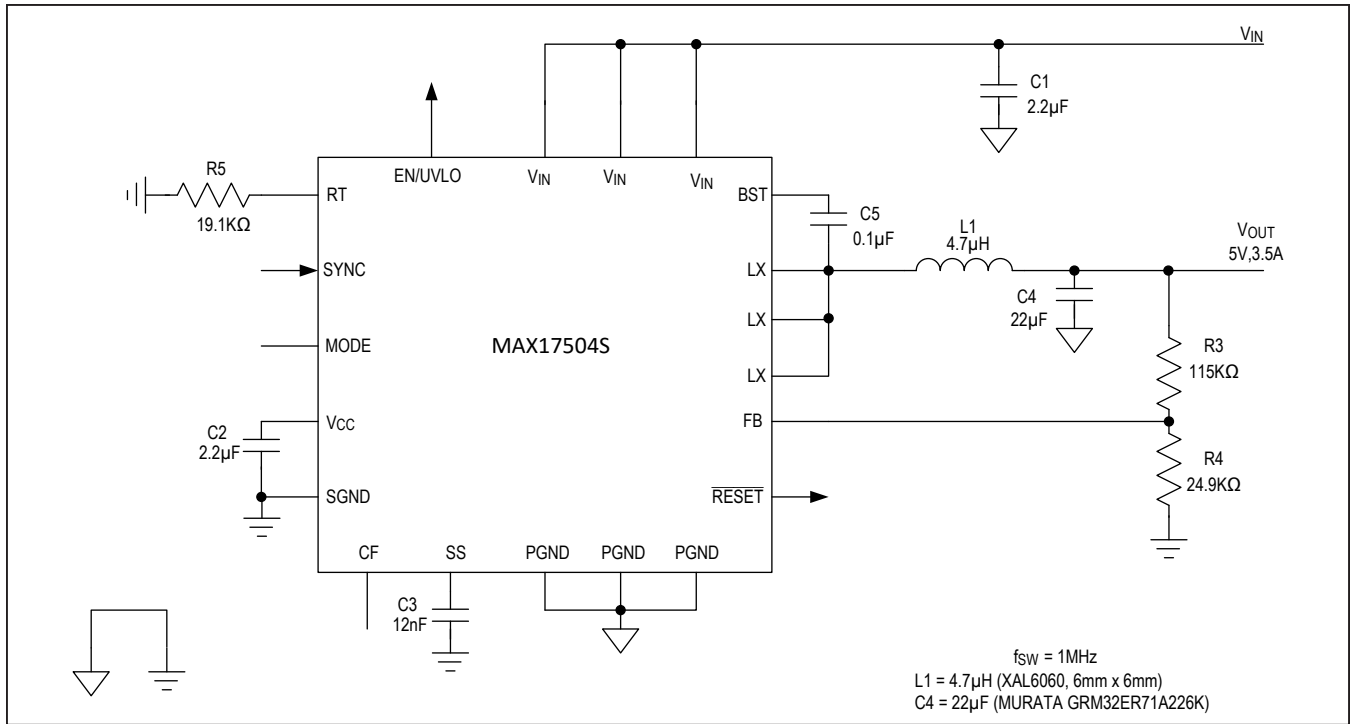 VIN
C1
2.2µF
R5
19.1KΩ
EN/UVLO
VIN
VIN
VIN
RT
BST
C5
0.1µF
L1
4.7µH
VOUT
5V,3.5A
SYNC
LX
C4
22µF
LX
MODE
MAX17504S
R3
115KΩ
LX
VCC
FB
C2
2.2µF
R4
24.9KΩ
SGND
RESET
CF
SS
PGND
PGND
PGND
C3
12nF
fSW = 1MHz
L1 = 4.7µH (XAL6060, 6mm x 6mm)
C4 = 22µF (MURATA GRM32ER71A226K)